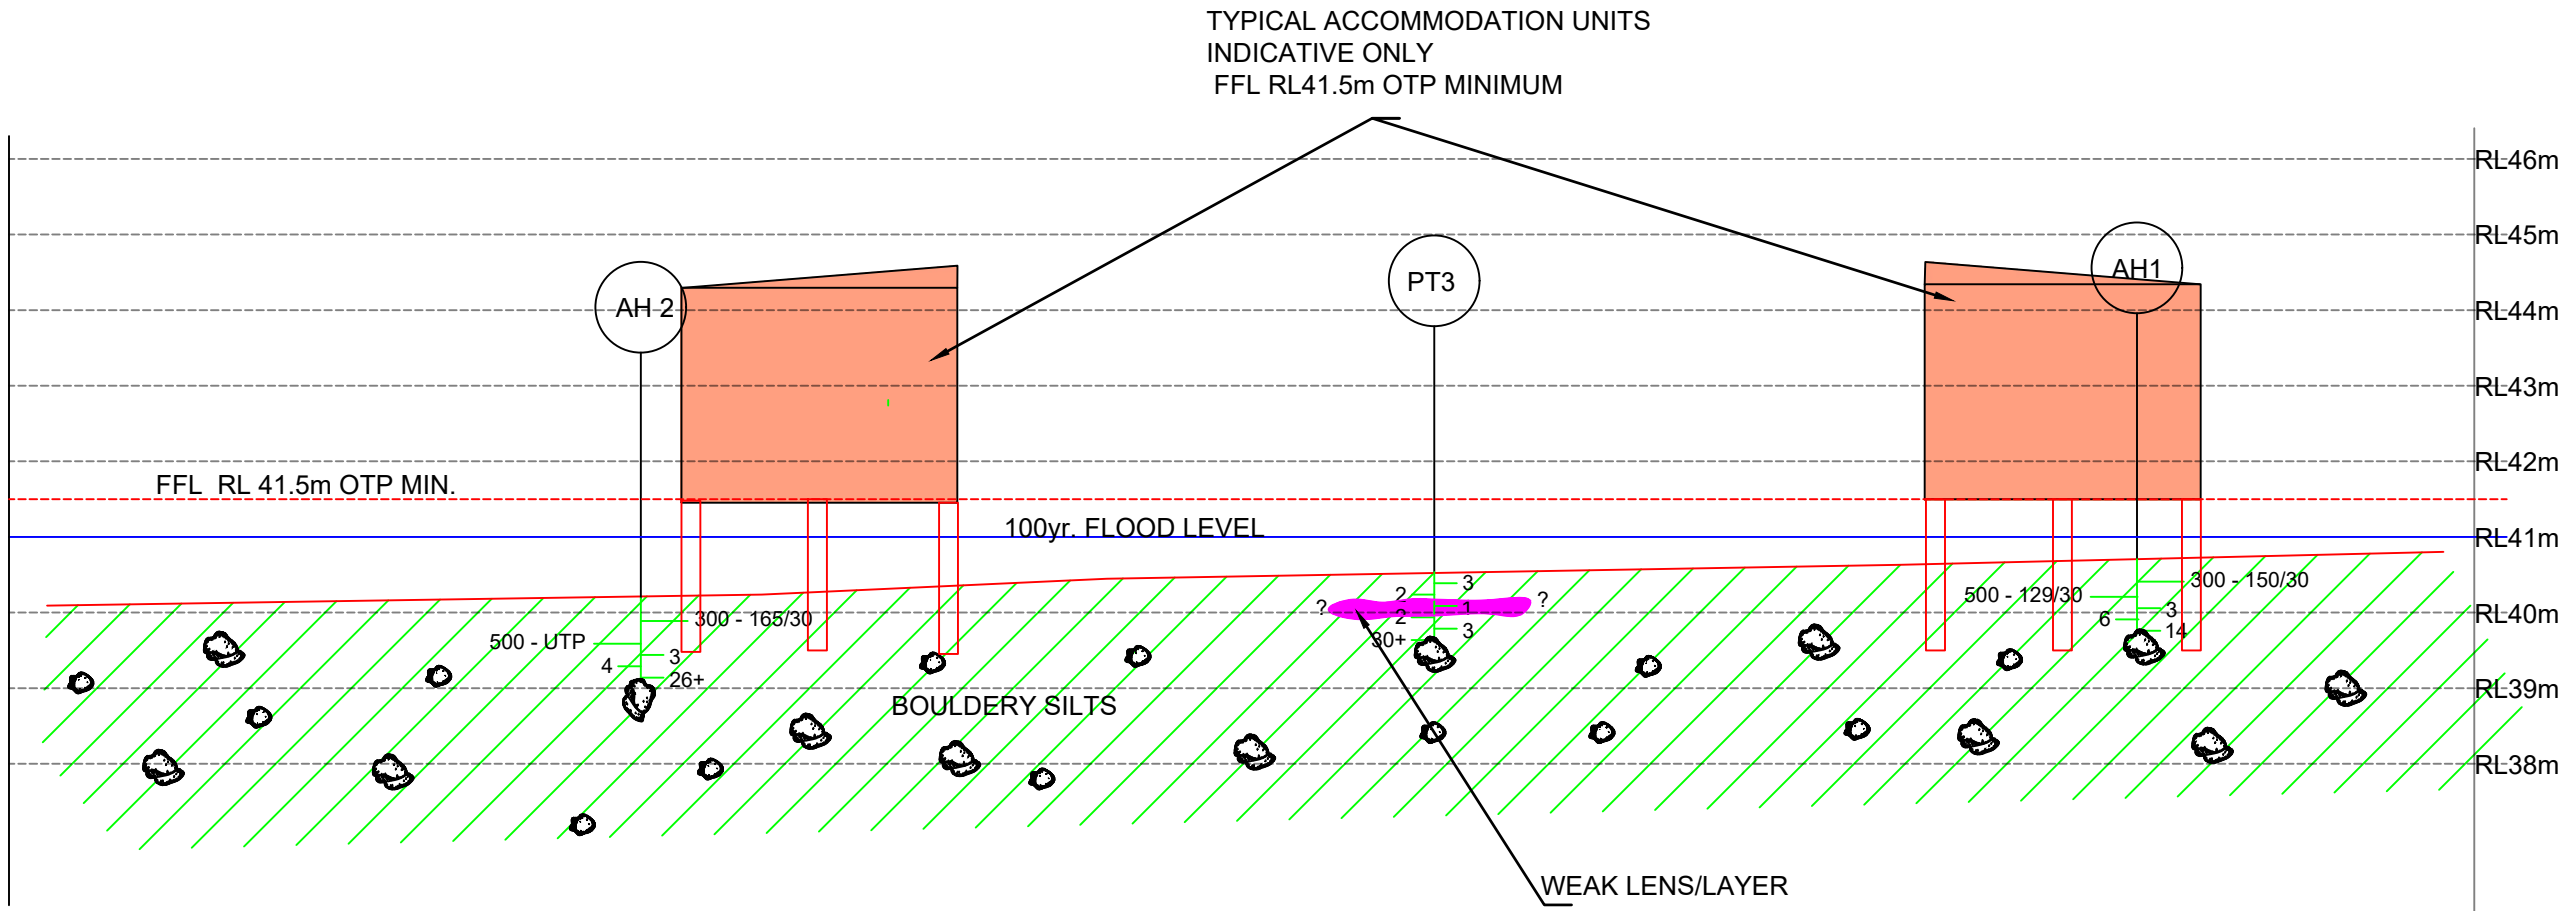 TYPICAL ACCOMMODATION UNITS
INDICATIVE ONLY
FFL RL41.5m OTP MINIMUM
RL46m
RL45m
AH1
PT3
AH 2
RL44m
RL43m
RL42m
FFL RL 41.5m OTP MIN.
100yr. FLOOD LEVEL
RL41m
300 - 165/30
500 - UTP
3
4
26+
3
2
? 1 ?
2
3
30+
300 - 150/30
500 - 129/30
3
6
14
RL40m
RL39m
BOULDERY SILTS
RL38m
WEAK LENS/LAYER